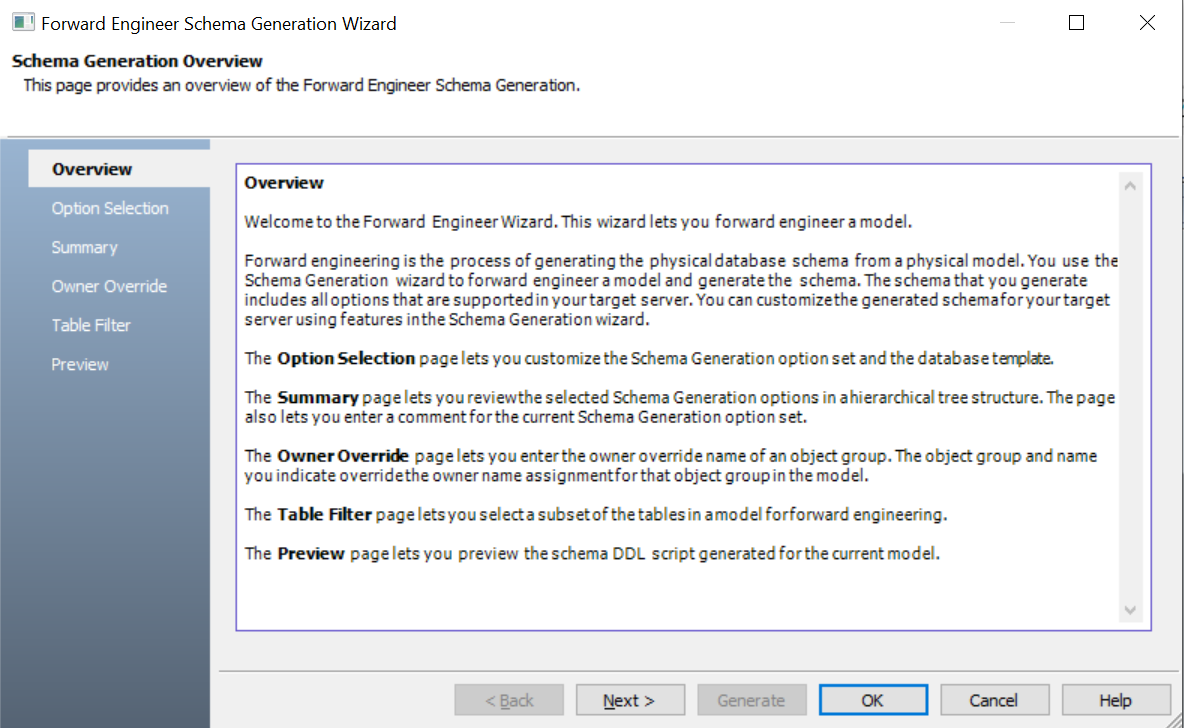 Forward Engineer Schema Generation Wizard
Schema Generation Overview
This page provides an overview of the Forward Engineer Schema Generation.
Overview
Option Selection
Summary
Owner Override
Table Filter
Preview
Overview
Welcome to the Forward Engineer Wizard. This wizard lets you forward engineer a model.
Forward engineering is the process of generating the physical database schema from a physical model. You use the
Schema Generation wizard to forward engineer a model and generate the schema. The schema that you generate
includes all options that are supported in your target server. You can customize the generated schema for your target
server using features in the Schema Generation wizard.
The Option Selection page lets you customize the Schema Generation option set and the database template.
The Summary page lets you review the selected Schema Generation options in a hierarchical tree structure. The page
also lets you enter a comment for the current Schema Generation option set.
The Owner Override page lets you enter the owner override name of an object group. The object group and name
you indicate override the owner name assignment for that object group in the model.
The Table Filter page lets you select a subset of the tables in a model for forward engineering.
The Preview page lets you preview the schema DDL script generated for the current model.
< Back
Next >
Generate
OK
Cancel
Help